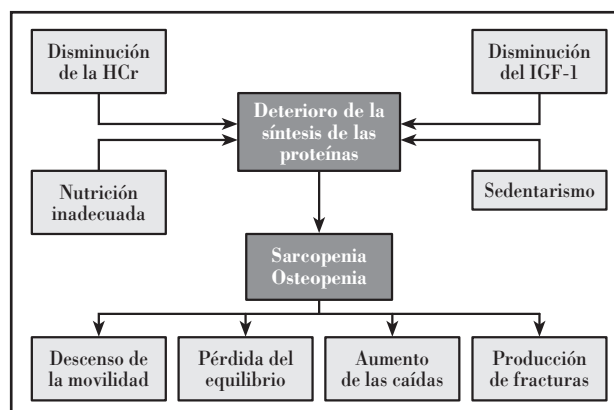 Disminución
de la HCr
Disminución
del IGF-1
Deterioro de la
síntesis de las
proteínas
Nutrición
inadecuada
Sedentarismo
Sarcopenia
Osteopenia
Descenso de
la movilidad
Pérdida del
equilibrio
Aumento
de las caídas
Producción
de fracturas